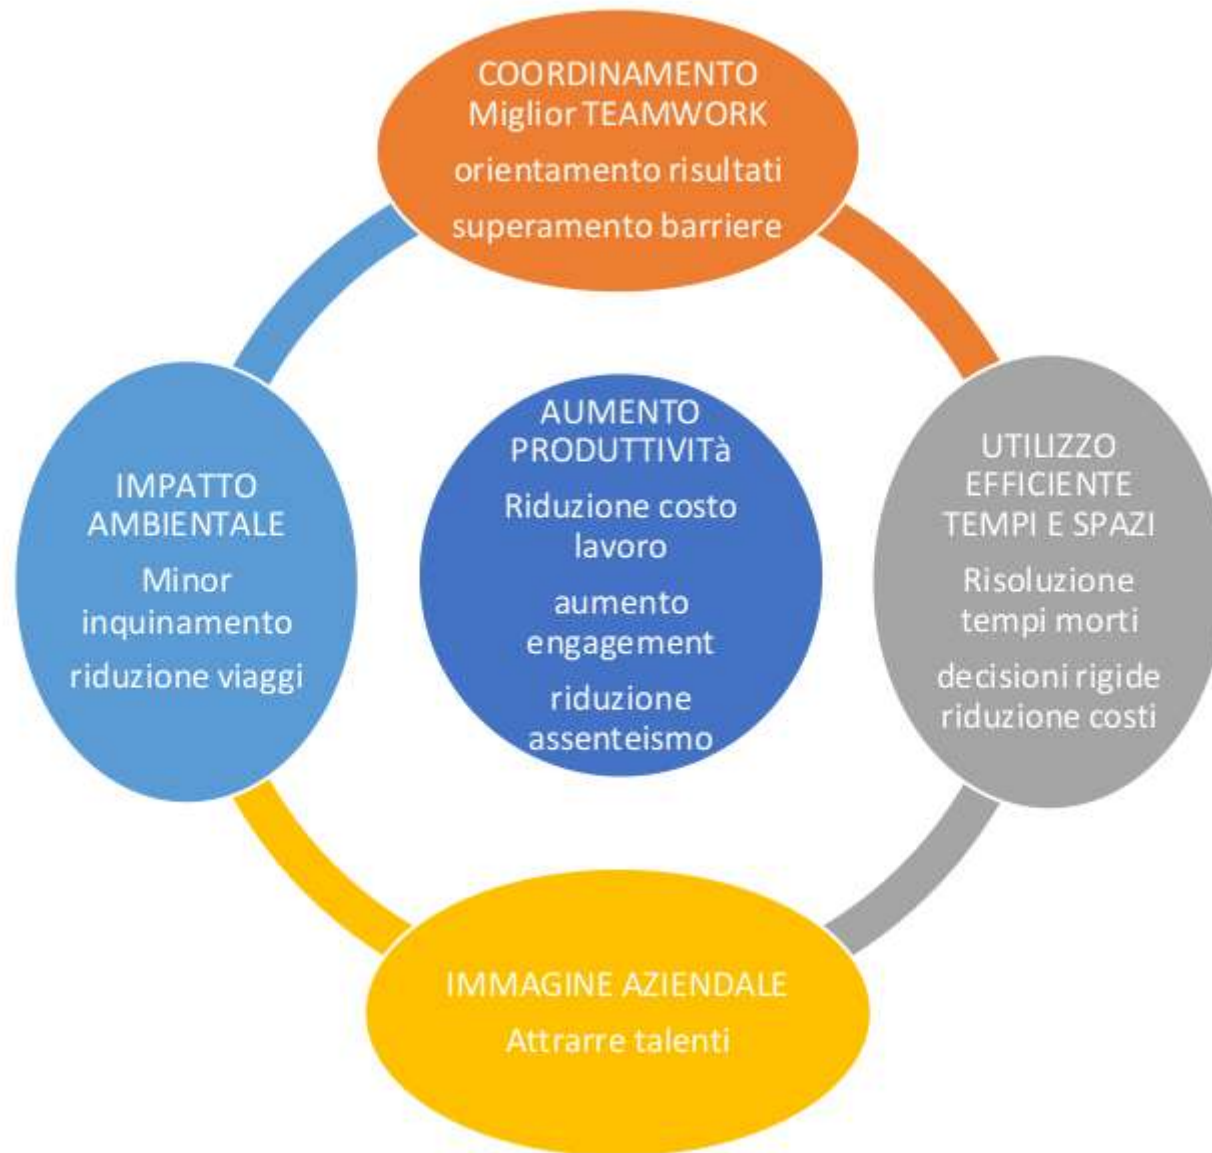 COORDINAMENTO
Miglior TEAMWORK
orientamento risultati
superamento barriere
IMPATTO
AMBIENTALE
Minor
inquinamento
riduzione viaggi
AUMENTO
PRODUTTIVITà
Riduzione costo
lavoro
aumento
engagement
riduzione
assenteismo
UTILIZZO
EFFICIENTE
TEMPI E SPAZI
Risoluzione
tempi morti
decisioni rigide
riduzione costi
IMMAGINE AZIENDALE
Attrarre talenti